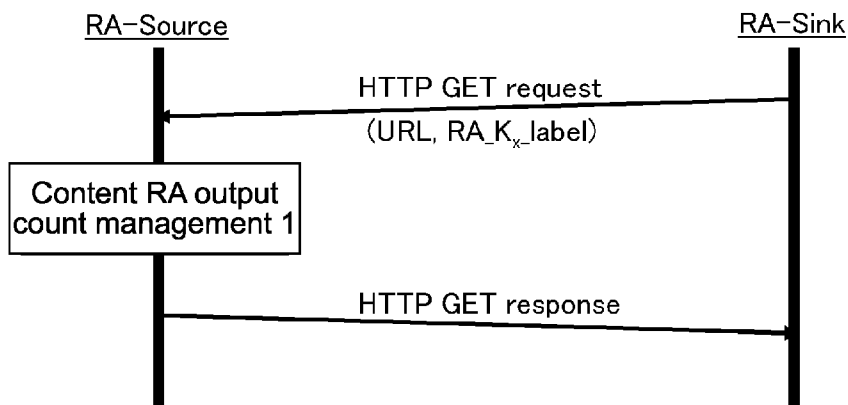 RA-Source
RA-Sink
HTTP GET request
(URL, RA_Kx_label)
Content RA output
count management 1
HTTP GET response